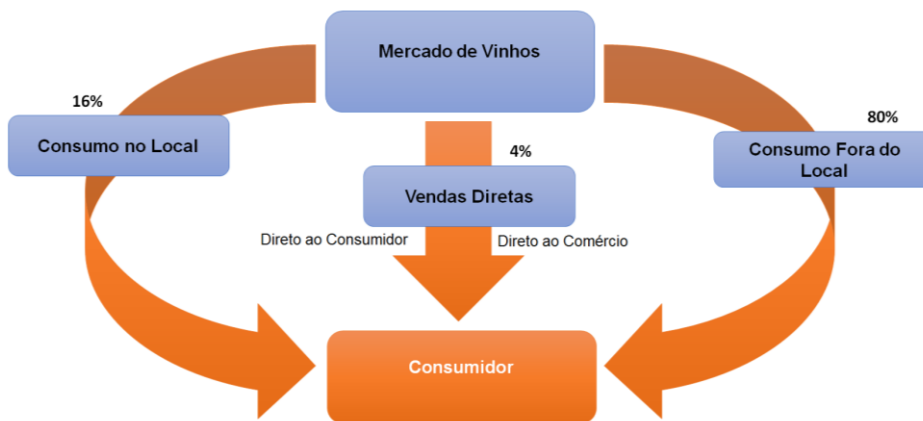 Mercado de Vinhos
16%
Consumo no Local
80%
Consumo Fora do
Local
4%
Vendas Diretas
Direto ao Consumidor
Direto ao Comércio
Consumidor